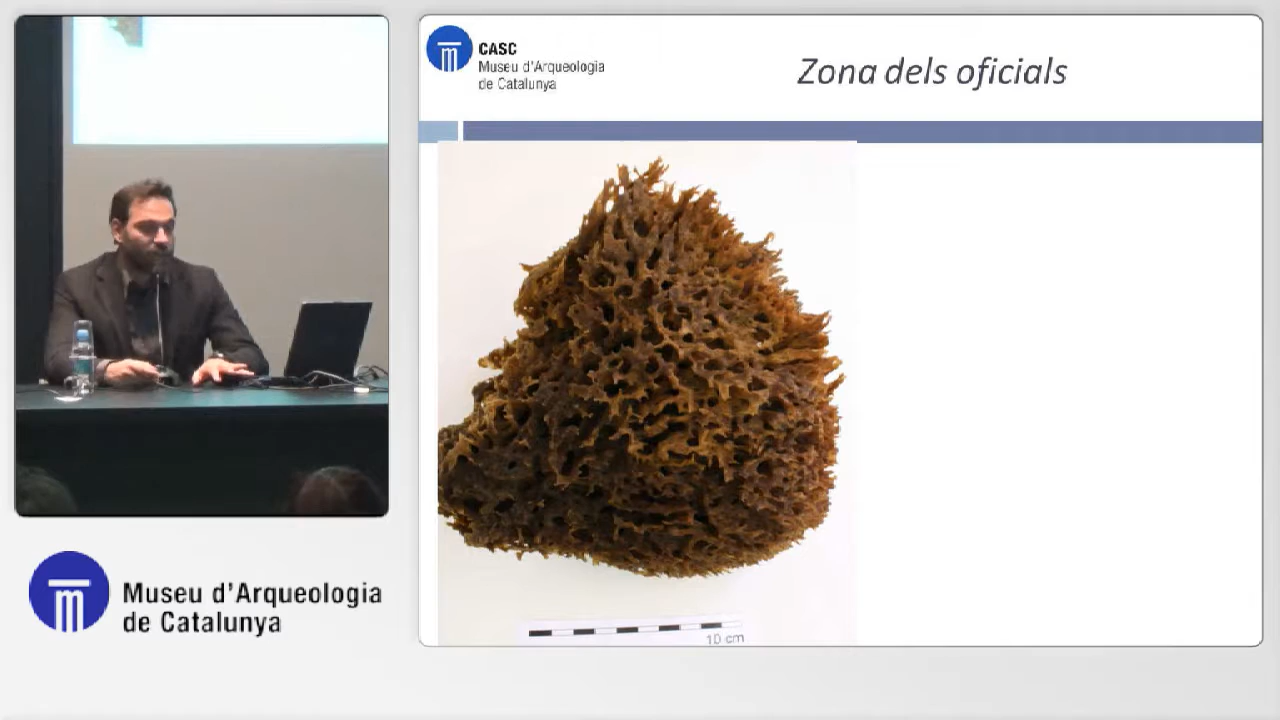 CASC
Museu d'Arqueologia
de Catalunya
Zona dels oficials
10 cm
Museu d'Arqueologia
de Catalunya